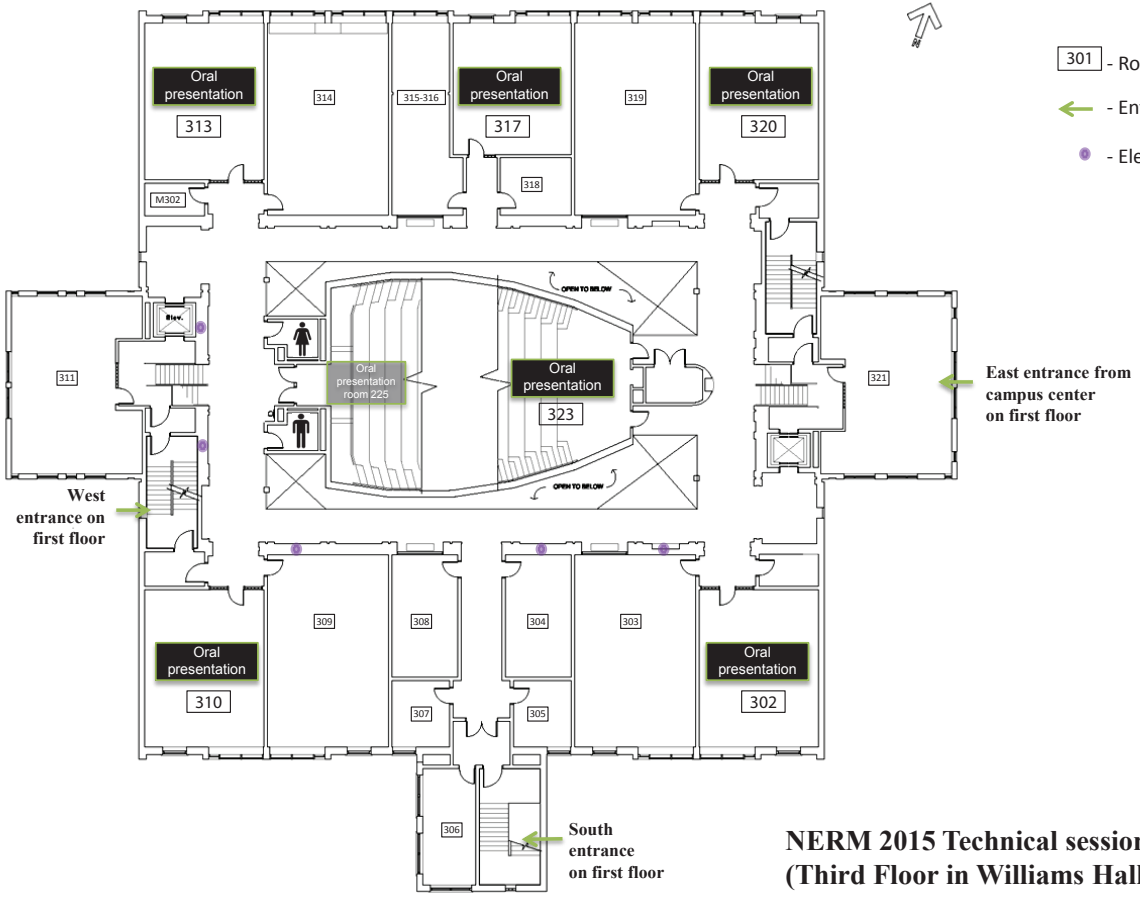 Oral
presentation
313
314
315-316
Oral
presentation
317
318
319
Oral
presentation
320
301 - Ro
- En
- Ele
M302
OPEN TO BELOW
Elev.
311
Oral
presentation
room 225
Oral
presentation
323
321
East entrance from
campus center
on first floor
West
entrance on
first floor
OPEN TO BELOW
309
308
304
303
Oral
presentation
310
307
305
Oral
presentation
302
306
South
entrance
on first floor
NERM 2015 Technical session
(Third Floor in Williams Hall